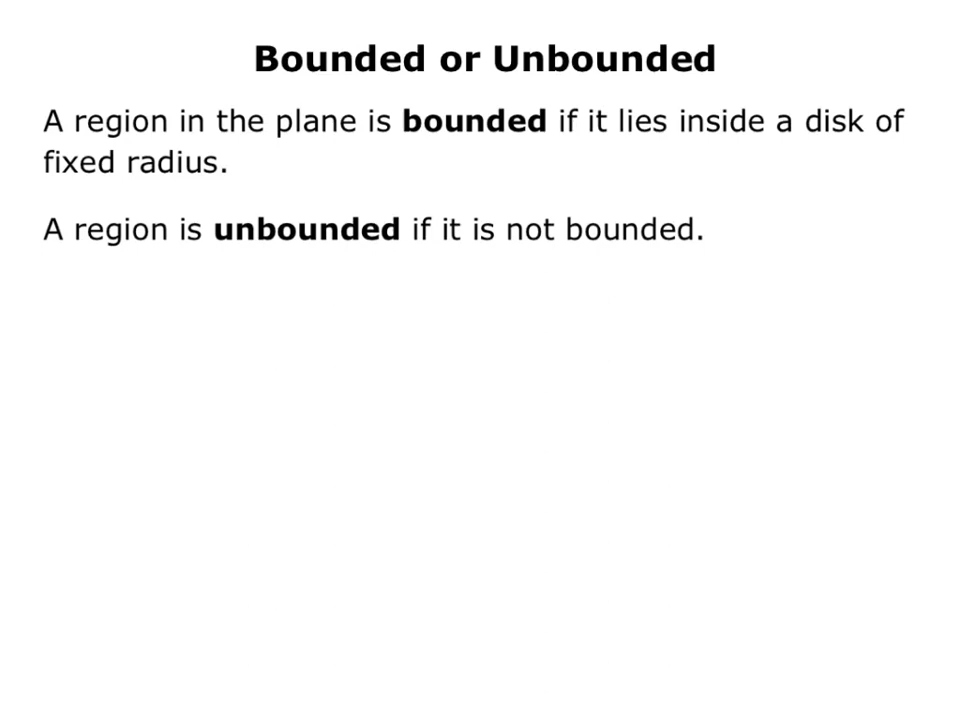 Bounded or Unbounded
A region in the plane is bounded if it lies inside a disk of
fixed radius.
A region is unbounded if it is not bounded.